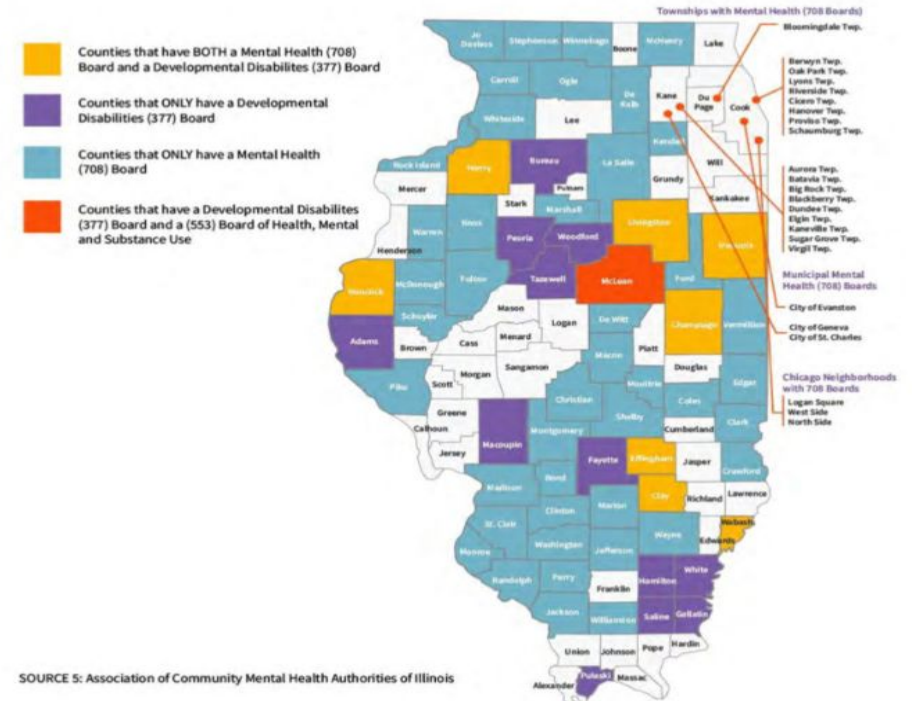 Townships with Mental Health (708 Boards)
Bloomingdale Twp.
Counties that have BOTH a Mental Health (708)
Board and a Developmental Disabilites (377) Board
Counties that ONLY have a Developmental
Disabilities (377) Board
Counties that ONLY have a Mental Health
(708) Board
Counties that have a Developmental Disabilites
(377) Board and a (553) Board of Health, Mental
and Substance Use
Jo
Daviess
Stephenson
Winnebago
Boone
McHenry
Lake
Carroll
Ogle
De
Kalb
Kane
Du
Page
Cook
Whiteside
Lee
Kendall
Will
Rock Island
Henry
Bureau
La Salle
Grundy
Mercer
Putnam
Kankakee
Stark
Marshall
Livingston
Warren
Knox
Peoria
Woodford
Iroquois
Henderson
Hancock
McDonough
Fulton
Tazewell
McLean
Ford
Mason
Schuyler
Logan
De Witt
Champaign
Vermilion
Adams
Brown
Cass
Menard
Piatt
Macon
Douglas
Morgan
Sangamon
Pike
Scott
Moultrie
Edgar
Christian
Coles
Greene
Shelby
Calhoun
Macoupin
Montgomery
Cumberland
Clark
Jersey
Fayette
Effingham
Jasper
Crawford
Madison
Bond
Clay
Richland
Lawrence
Clinton
Marion
St. Clair
Wabash
Wayne
Edwards
Washington
Jefferson
Monroe
Randolph
Perry
Hamilton
White
Franklin
Jackson
Williamson
Saline
Gallatin
Union
Johnson
Pope
Hardin
Alexander
Pulaski
Massac
Berwyn Twp.
Oak Park Twp.
Lyons Twp.
Riverside Twp.
Cicero Twp.
Hanover Twp.
Proviso Twp.
Schaumburg Twp.
Aurora Twp.
Batavia Twp.
Big Rock Twp.
Blackberry Twp.
Dundee Twp.
Elgin Twp.
Kaneville Twp.
Sugar Grove Twp.
Virgil Twp.
Municipal Mental
Health (708) Boards
City of Evanston
City of Geneva
City of St. Charles
Chicago Neighborhoods
with 708 Boards
Logan Square
West Side
North Side
SOURCE 5: Association of Community Mental Health Authorities of Illinois